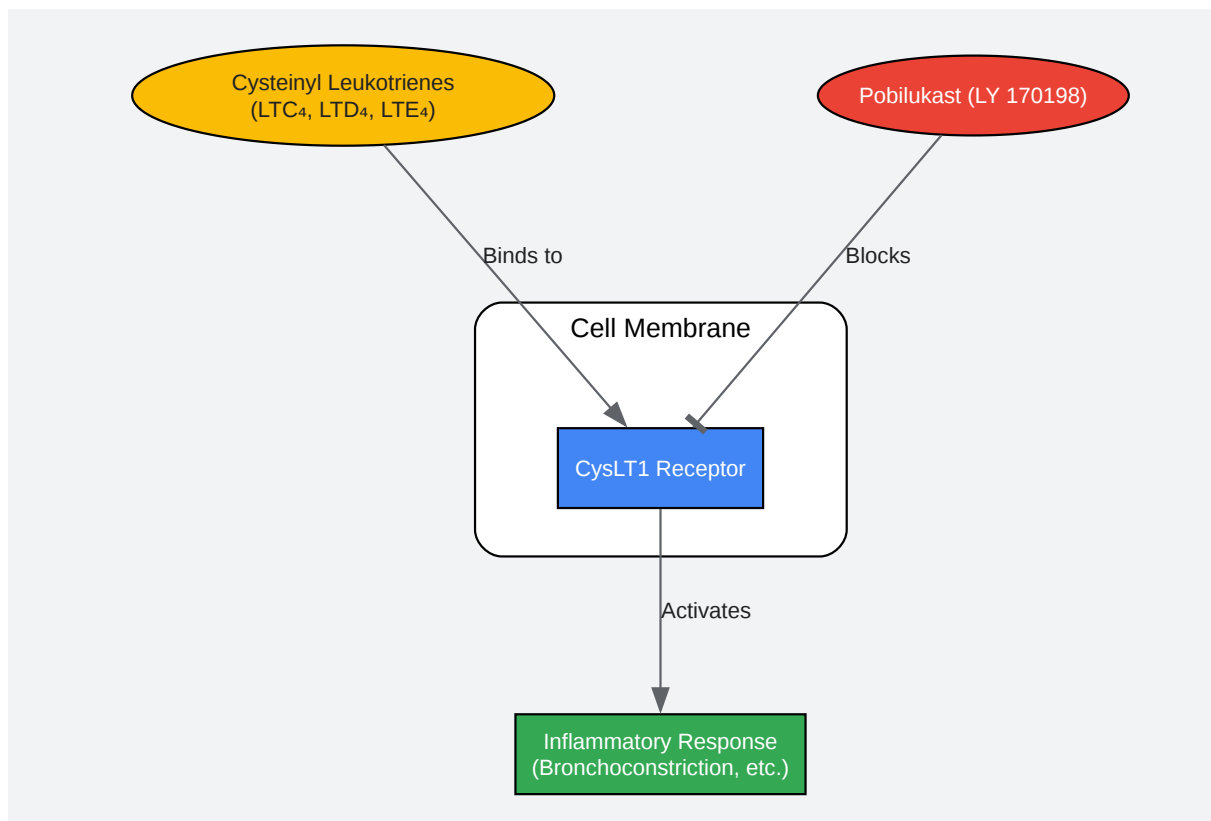 Cysteinyl Leukotrienes
(LTC₄, LTD₄, LTE₄)
Pobilukast (LY 170198)
Binds to
Blocks
Cell Membrane
CysLT1 Receptor
Activates
Inflammatory Response
(Bronchoconstriction, etc.)